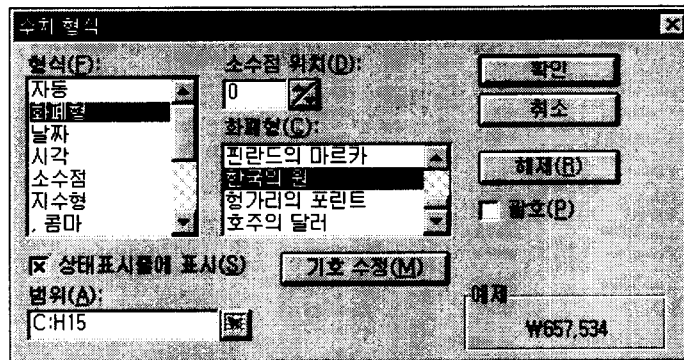 수치 형식
형식(F):
자동
화폐형
날짜
시각
소수점
지수형
, 콤마
소수점 위치(D):
0
화폐형(C):
핀란드의 마르카
한국의 원
헝가리의 포린트
호주의 달러
확인
취소
해제(R)
괄호(P)
상태표시줄에 표시(S)
기호 수정(M)
범위(A):
C:H15
예제
₩657,534